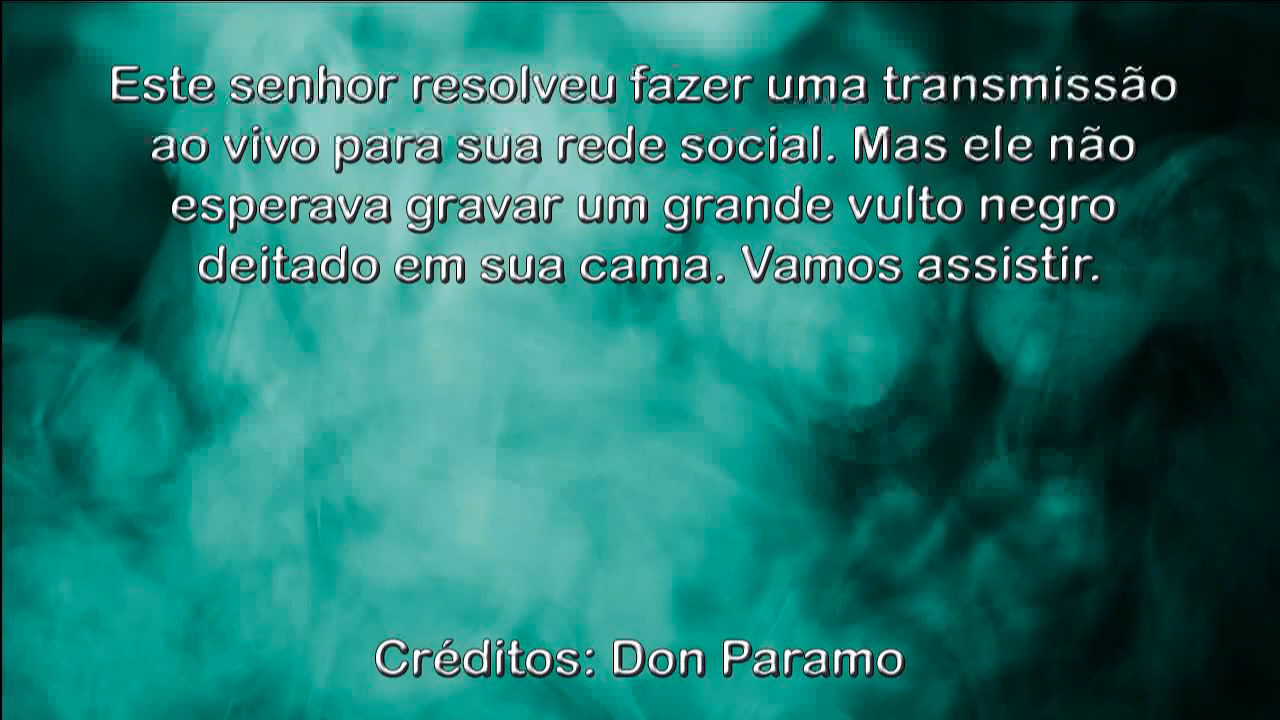 Este senhor resolveu fazer uma transmissão
ao vivo para sua rede social. Mas ele não
esperava gravar um grande vulto negro
deitado em sua cama. Vamos assistir.
Créditos: Don Paramo